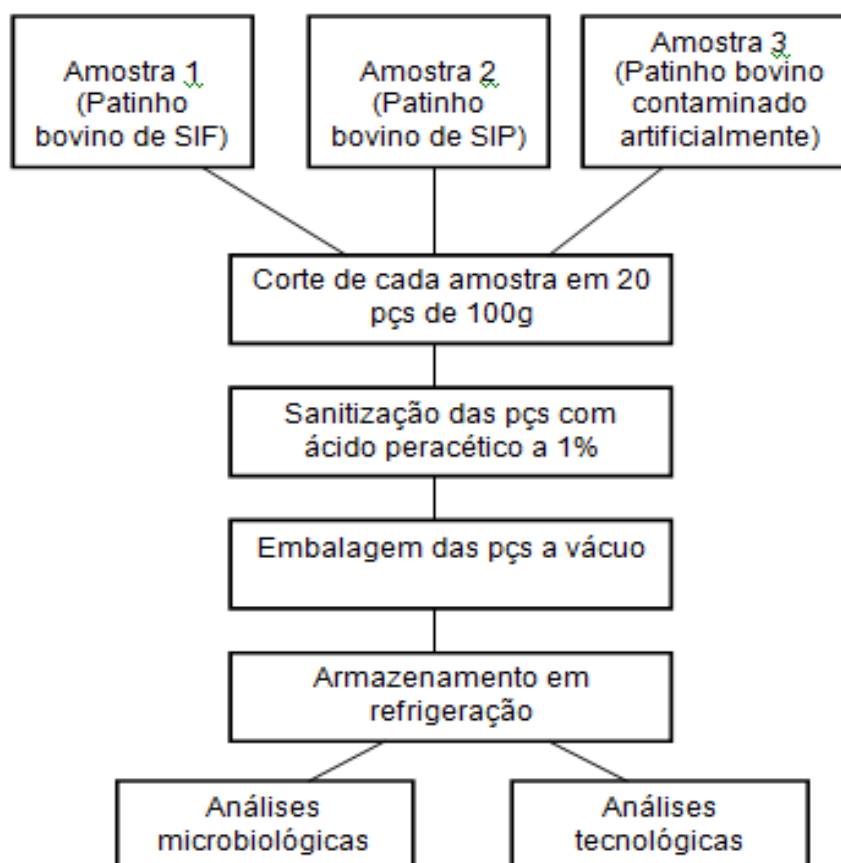 Amostra 1
(Patinho
bovino de SIF)
Amostra 2
(Patinho
bovino de SIP)
Amostra 3
(Patinho bovino
contaminado
artificialmente)
Corte de cada amostra em 20
pçs de 100g
Sanitização das pçs com
ácido peracético a 1%
Embalagem das pçs a vácuo
Armazenamento em
refrigeração
Análises
microbiológicas
Análises
tecnológicas